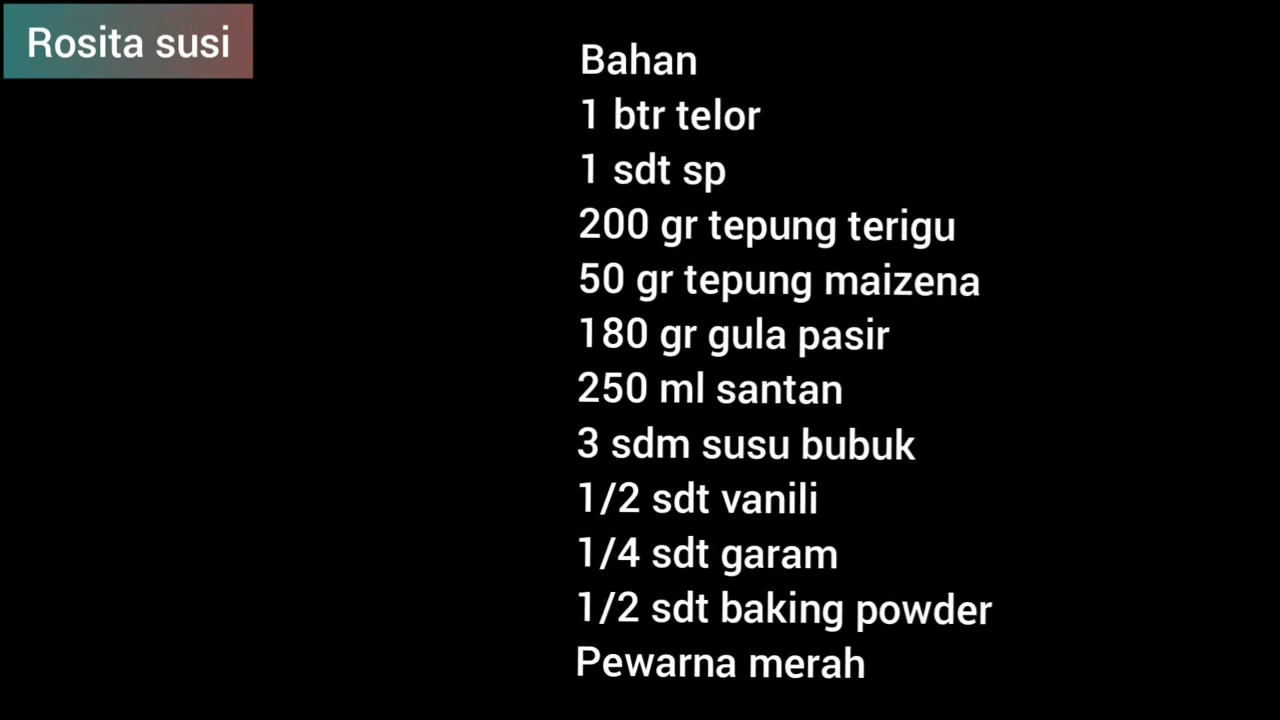 Rosita susi
Bahan
1 btr telor
1 sdt sp
200 gr tepung terigu
50 gr tepung maizena
180 gr gula pasir
250 ml santan
3 sdm susu bubuk
1/2 sdt vanili
1/4 sdt garam
1/2 sdt baking powder
Pewarna merah